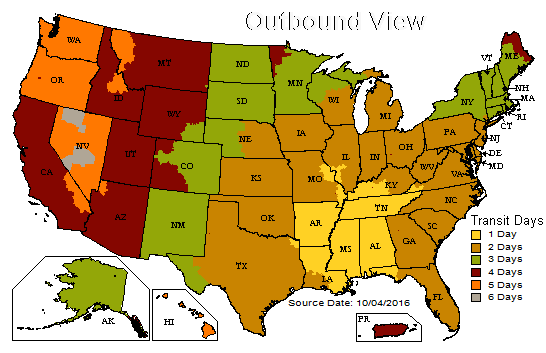 Outbound View
WA
OR
CA
NV
ID
MT
WY
UT
AZ
CO
NM
ND
SD
NE
KS
OK
TX
MN
IA
MO
AR
LA
WI
IL
MI
IN
OH
KY
TN
MS
AL
GA
FL
SC
NC
VA
WV
PA
NY
VT
ME
NH
MA
RI
CT
NJ
DE
MD
AK
HI
PR
Transit Days
1 Day
2 Days
3 Days
4 Days
5 Days
6 Days
Source Date: 10/04/2016